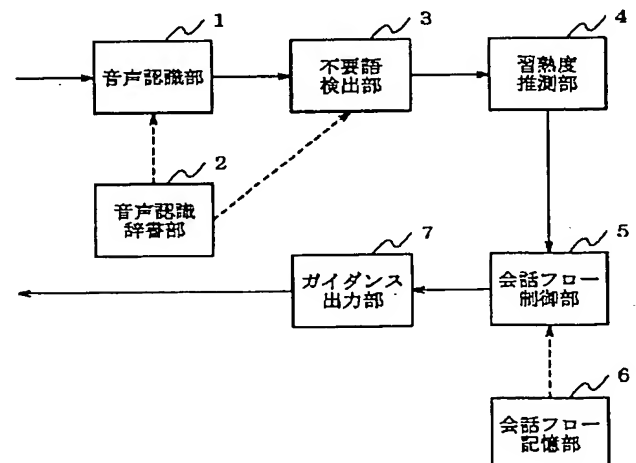 1
音声認識部
3
不要語
検出部
4
習熟度
推測部
2
音声認識
辞書部
7
ガイダンス
出力部
5
会話フロー
制御部
6
会話フロー
記憶部